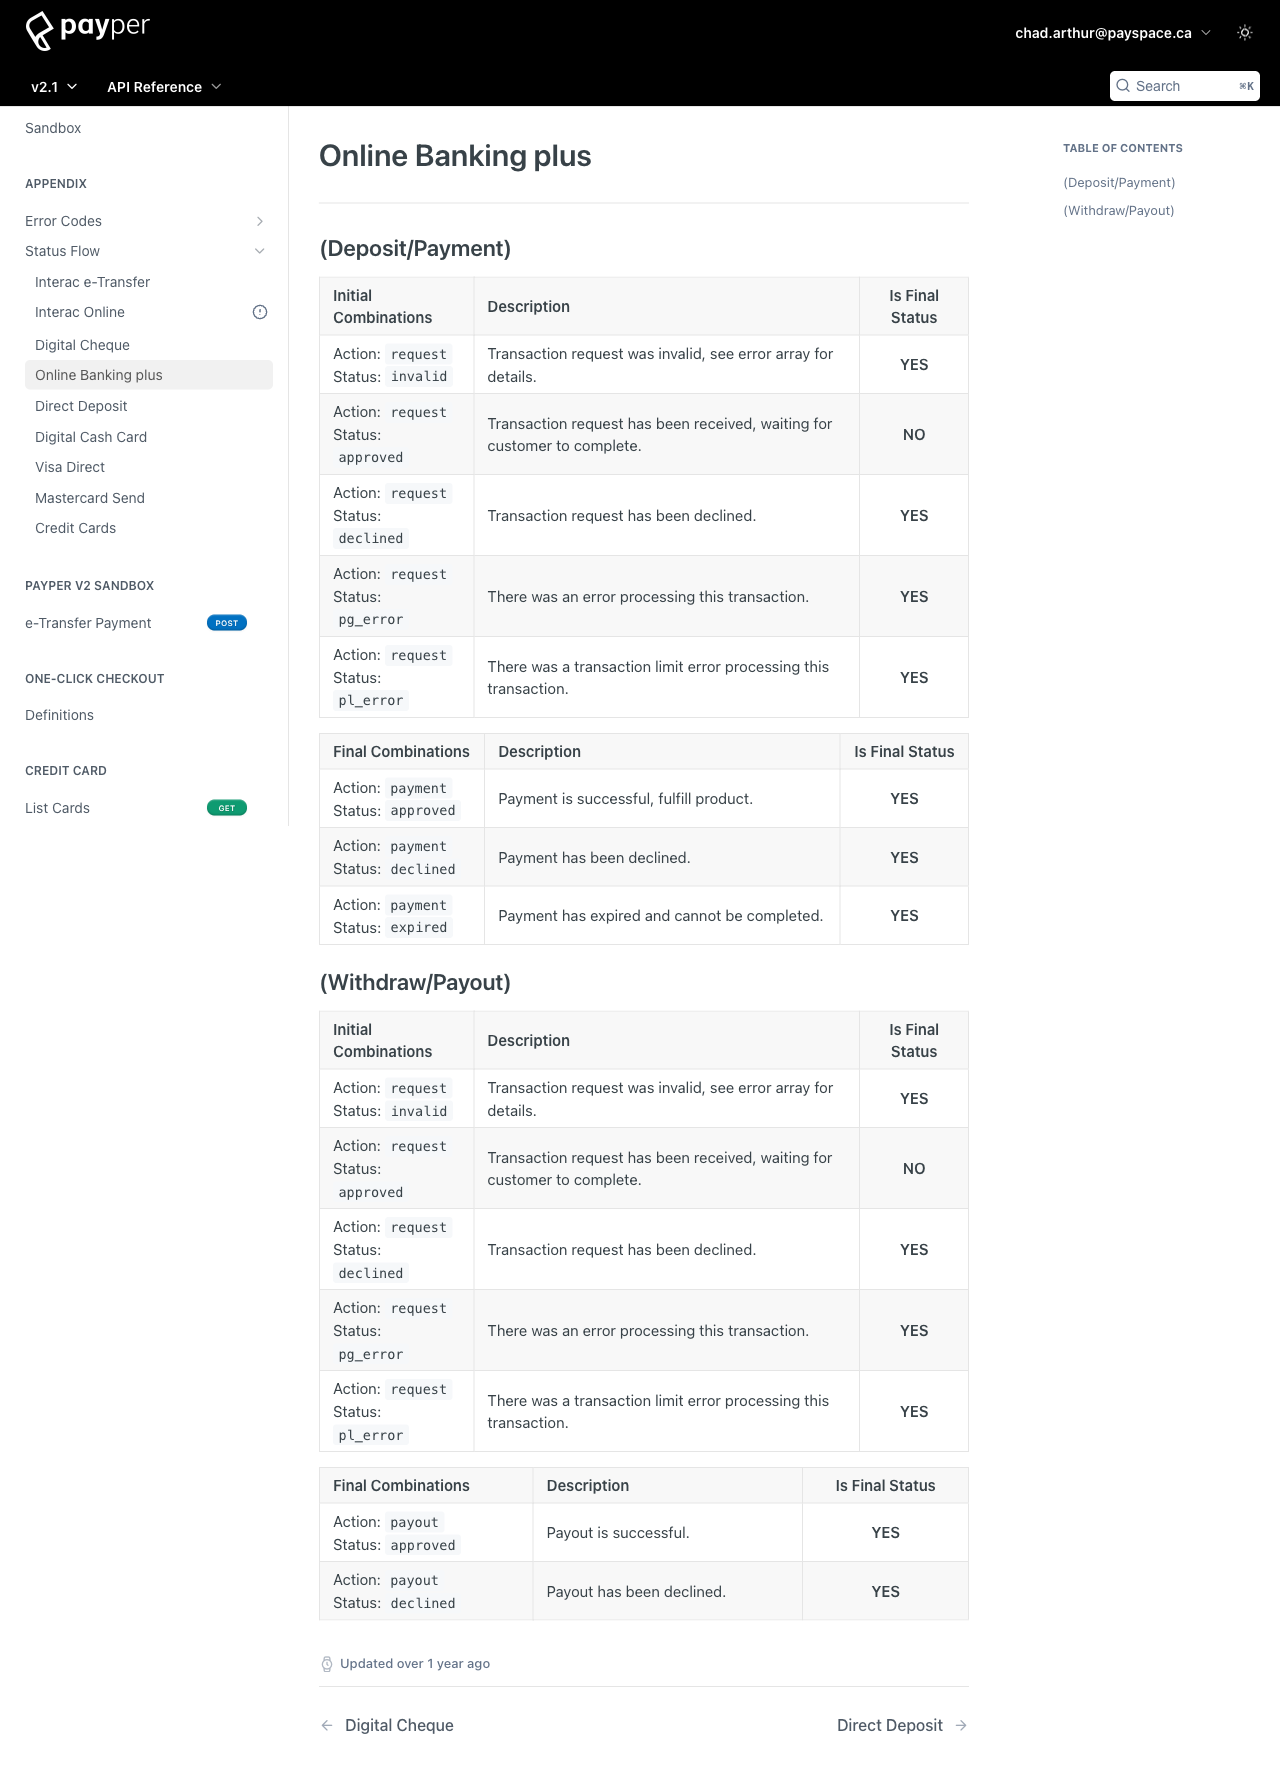 payper
chad.arthur@payspace.ca
v2.1
API Reference
Search
⌘K
Sandbox
APPENDIX
Error Codes
Status Flow
Interac e-Transfer
Interac Online
Digital Cheque
Online Banking plus
Direct Deposit
Digital Cash Card
Visa Direct
Mastercard Send
Credit Cards
PAYPER V2 SANDBOX
e-Transfer Payment POST
ONE-CLICK CHECKOUT
Definitions
CREDIT CARD
List Cards GET
Online Banking plus
(Deposit/Payment)
Initial
Combinations
Description
Is Final
Status
Action: request
Status: invalid
Transaction request was invalid, see error array for
details.
YES
Action: request
Status:
approved
Transaction request has been received, waiting for
customer to complete.
NO
Action: request
Status:
declined
Transaction request has been declined.
YES
Action: request
Status:
pg_error
There was an error processing this transaction.
YES
Action: request
Status:
pl_error
There was a transaction limit error processing this
transaction.
YES
Final Combinations
Description
Is Final Status
Action: payment
Status: approved
Payment is successful, fulfill product.
YES
Action: payment
Status: declined
Payment has been declined.
YES
Action: payment
Status: expired
Payment has expired and cannot be completed.
YES
(Withdraw/Payout)
Initial
Combinations
Description
Is Final
Status
Action: request
Status: invalid
Transaction request was invalid, see error array for
details.
YES
Action: request
Status:
approved
Transaction request has been received, waiting for
customer to complete.
NO
Action: request
Status:
declined
Transaction request has been declined.
YES
Action: request
Status:
pg_error
There was an error processing this transaction.
YES
Action: request
Status:
pl_error
There was a transaction limit error processing this
transaction.
YES
Final Combinations
Description
Is Final Status
Action: payout
Status: approved
Payout is successful.
YES
Action: payout
Status: declined
Payout has been declined.
YES
Updated over 1 year ago
← Digital Cheque
Direct Deposit →
TABLE OF CONTENTS
(Deposit/Payment)
(Withdraw/Payout)